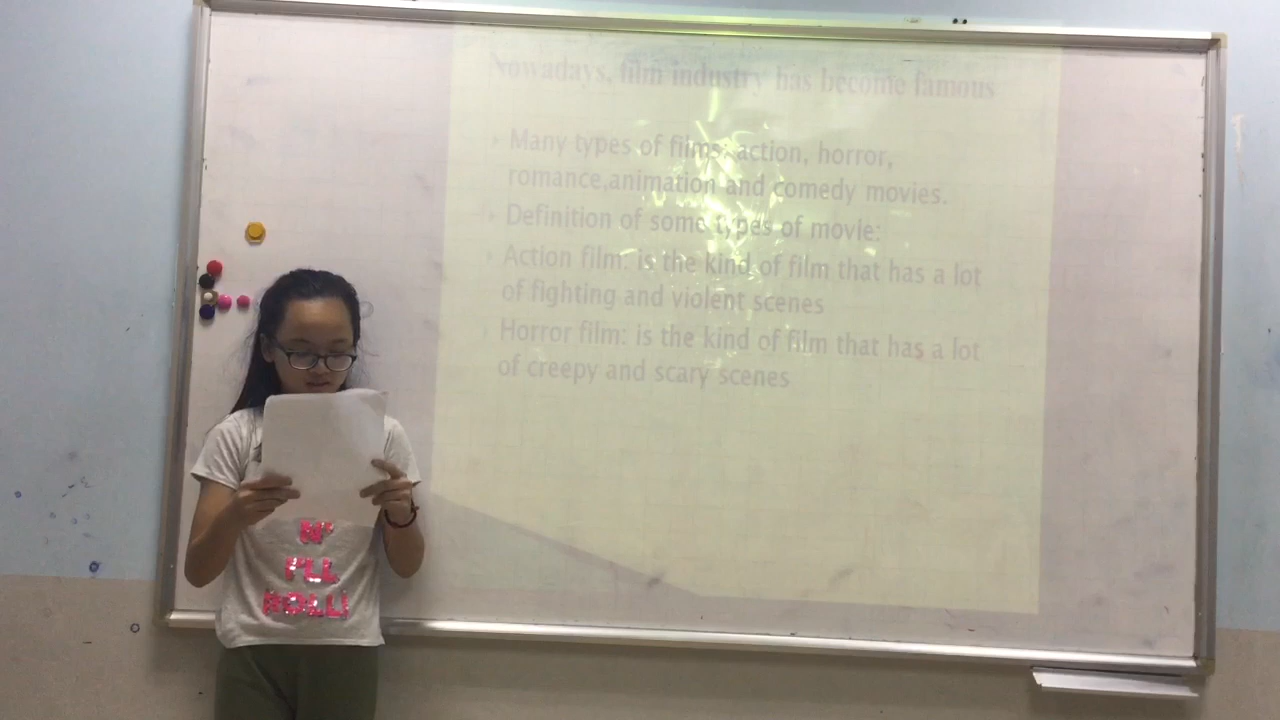 Nowadays, film industry has become famous
Many types of films: action, horror,
romance,animation and comedy movies.
Definition of some types of movie:
Action film: is the kind of film that has a lot
of fighting and violent scenes
Horror film: is the kind of film that has a lot
of creepy and scary scenes
N'
I'LL
ROLL!